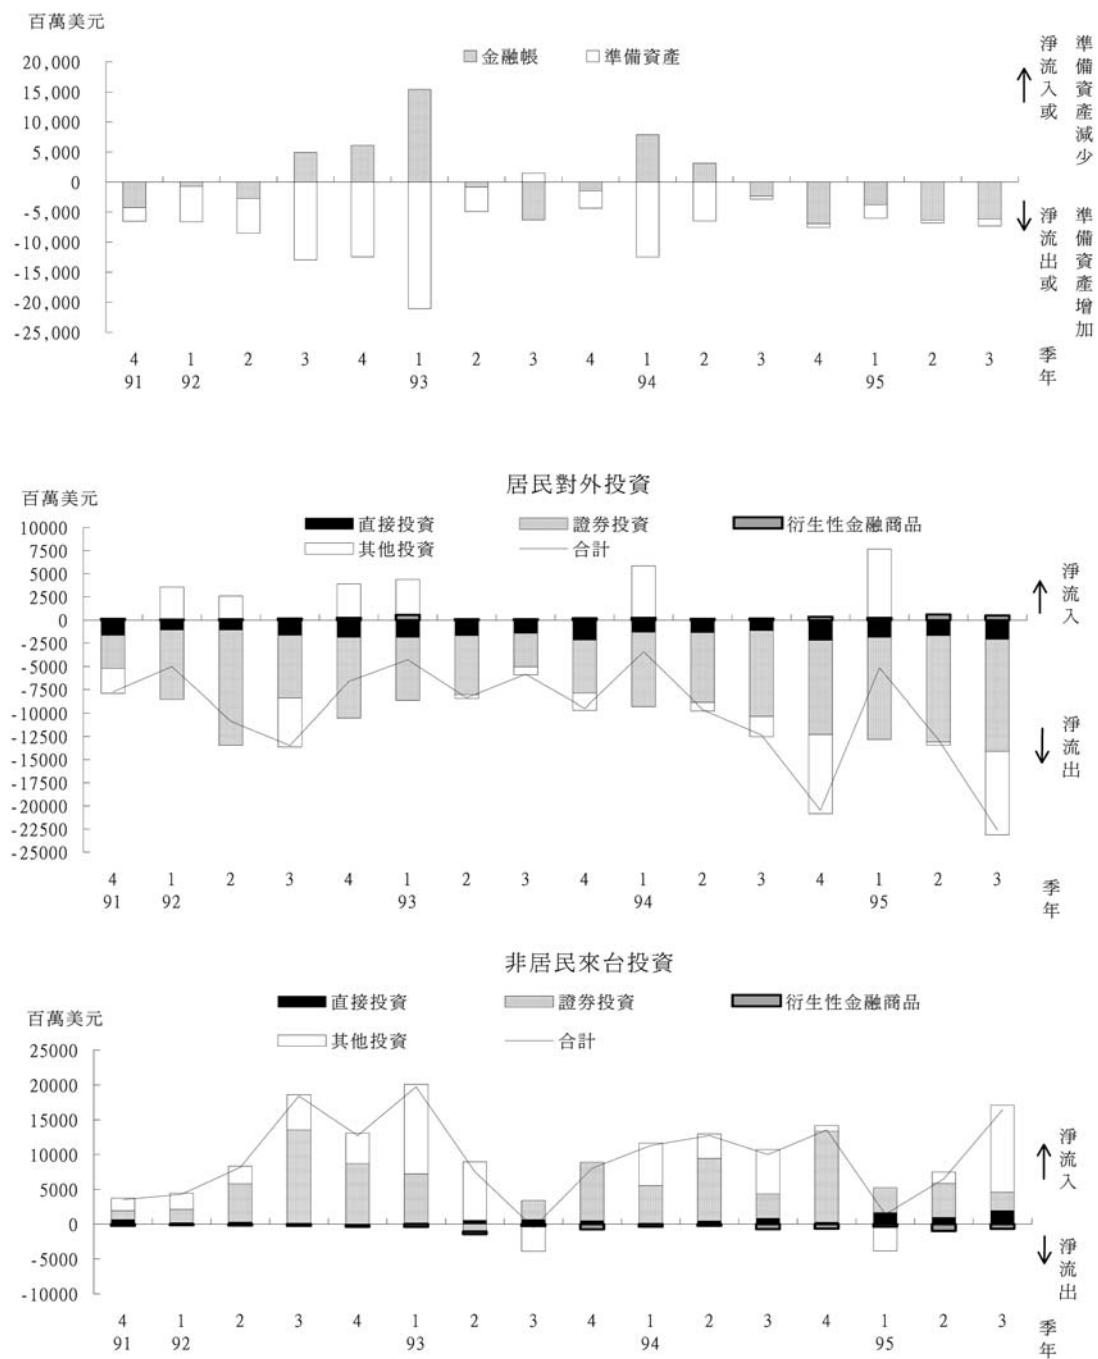 百萬美元
金融帳 準備資產
20,000
15,000
10,000
5,000
0
-5,000
-10,000
-15,000
-20,000
-25,000
淨流入或
準備資產減少
淨流出或
準備資產增加
4 1 2 3 4 1 2 3 4 1 2 3 4 1 2 3 季
91 92 93 94 95 年
居民對外投資
百萬美元
直接投資 證券投資 衍生性金融商品
其他投資 合計
10000
7500
5000
2500
0
-2500
-5000
-7500
-10000
-12500
-15000
-17500
-20000
-22500
-25000
淨流入
淨流出
4 1 2 3 4 1 2 3 4 1 2 3 4 1 2 3 季
91 92 93 94 95 年
非居民來台投資
直接投資 證券投資 衍生性金融商品
百萬美元
其他投資 合計
25000
20000
15000
10000
5000
0
-5000
-10000
淨流入
淨流出
4 1 2 3 4 1 2 3 4 1 2 3 4 1 2 3 季
91 92 93 94 95 年